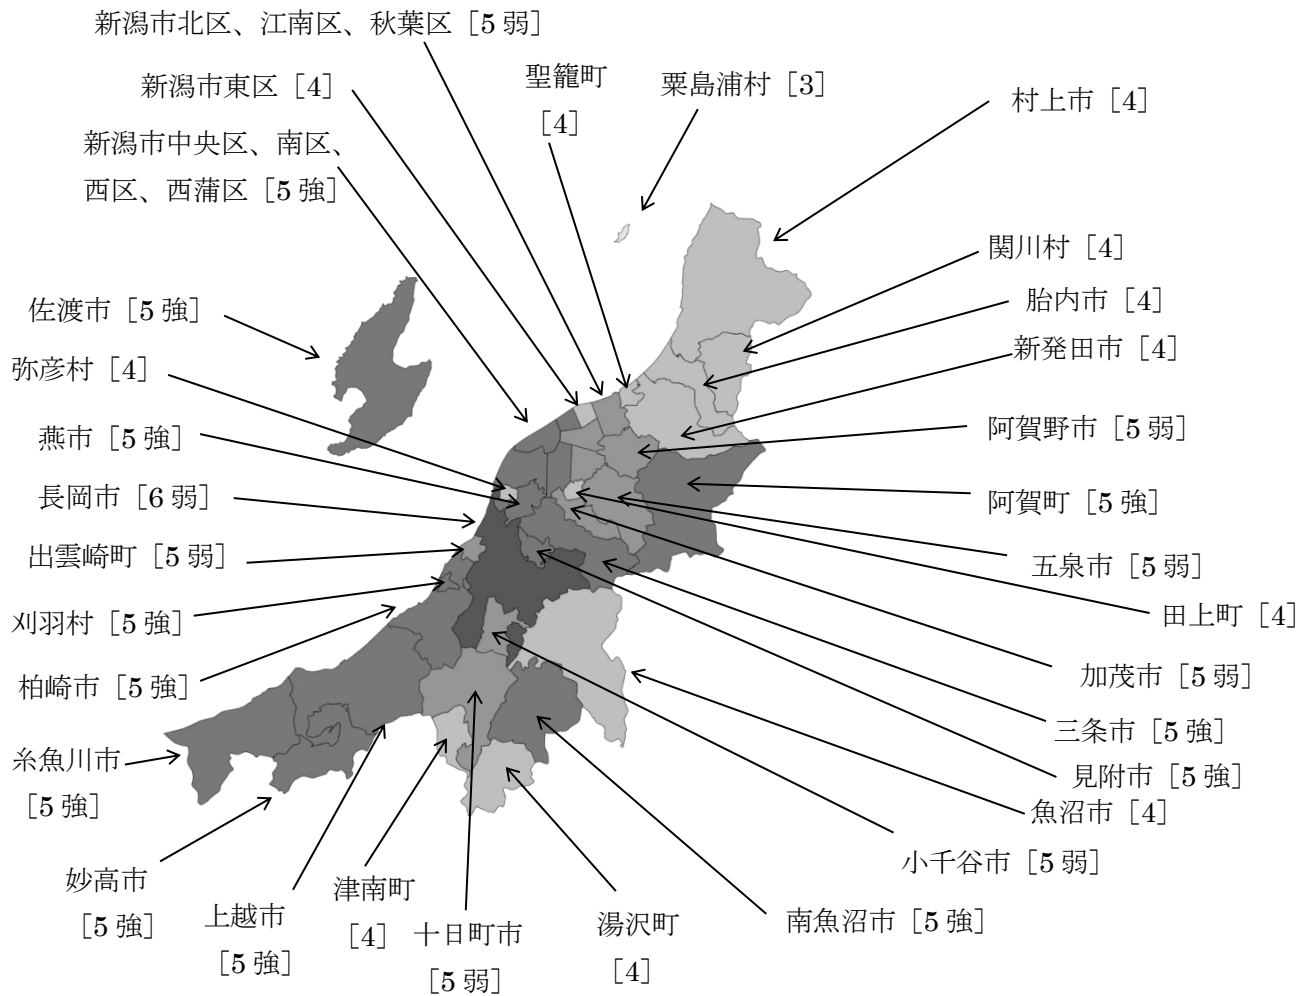 新潟市北区、江南区、秋葉区［5 弱］
新潟市東区［4］
新潟市中央区、南区、
西区、西蒲区［5 強］
聖籠町
［4］
粟島浦村［3］
村上市［4］
関川村［4］
胎内市［4］
新発田市［4］
阿賀野市［5 弱］
阿賀町［5 強］
五泉市［5 弱］
田上町［4］
加茂市［5 弱］
三条市［5 強］
見附市［5 強］
魚沼市［4］
小千谷市［5 弱］
南魚沼市［5 強］
湯沢町
［4］
十日町市
［5 弱］
津南町
［4］
上越市
［5 強］
妙高市
［5 強］
糸魚川市
［5 強］
柏崎市［5 強］
刈羽村［5 強］
出雲崎町［5 弱］
長岡市［6 弱］
燕市［5 強］
弥彦村［4］
佐渡市［5 強］